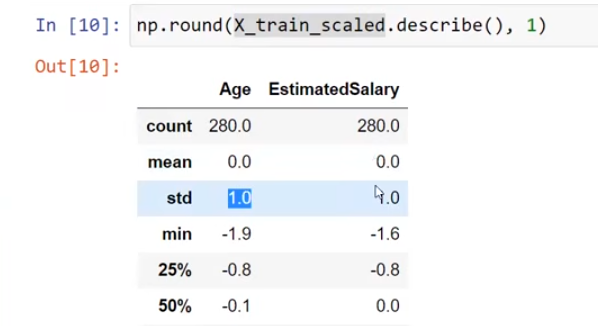 In [10]: np.round(X_train_scaled.describe(), 1)
Out[10]:
Age EstimatedSalary
count 280.0 280.0
mean 0.0 0.0
std 1.0 1.0
min -1.9 -1.6
25% -0.8 -0.8
50% -0.1 0.0